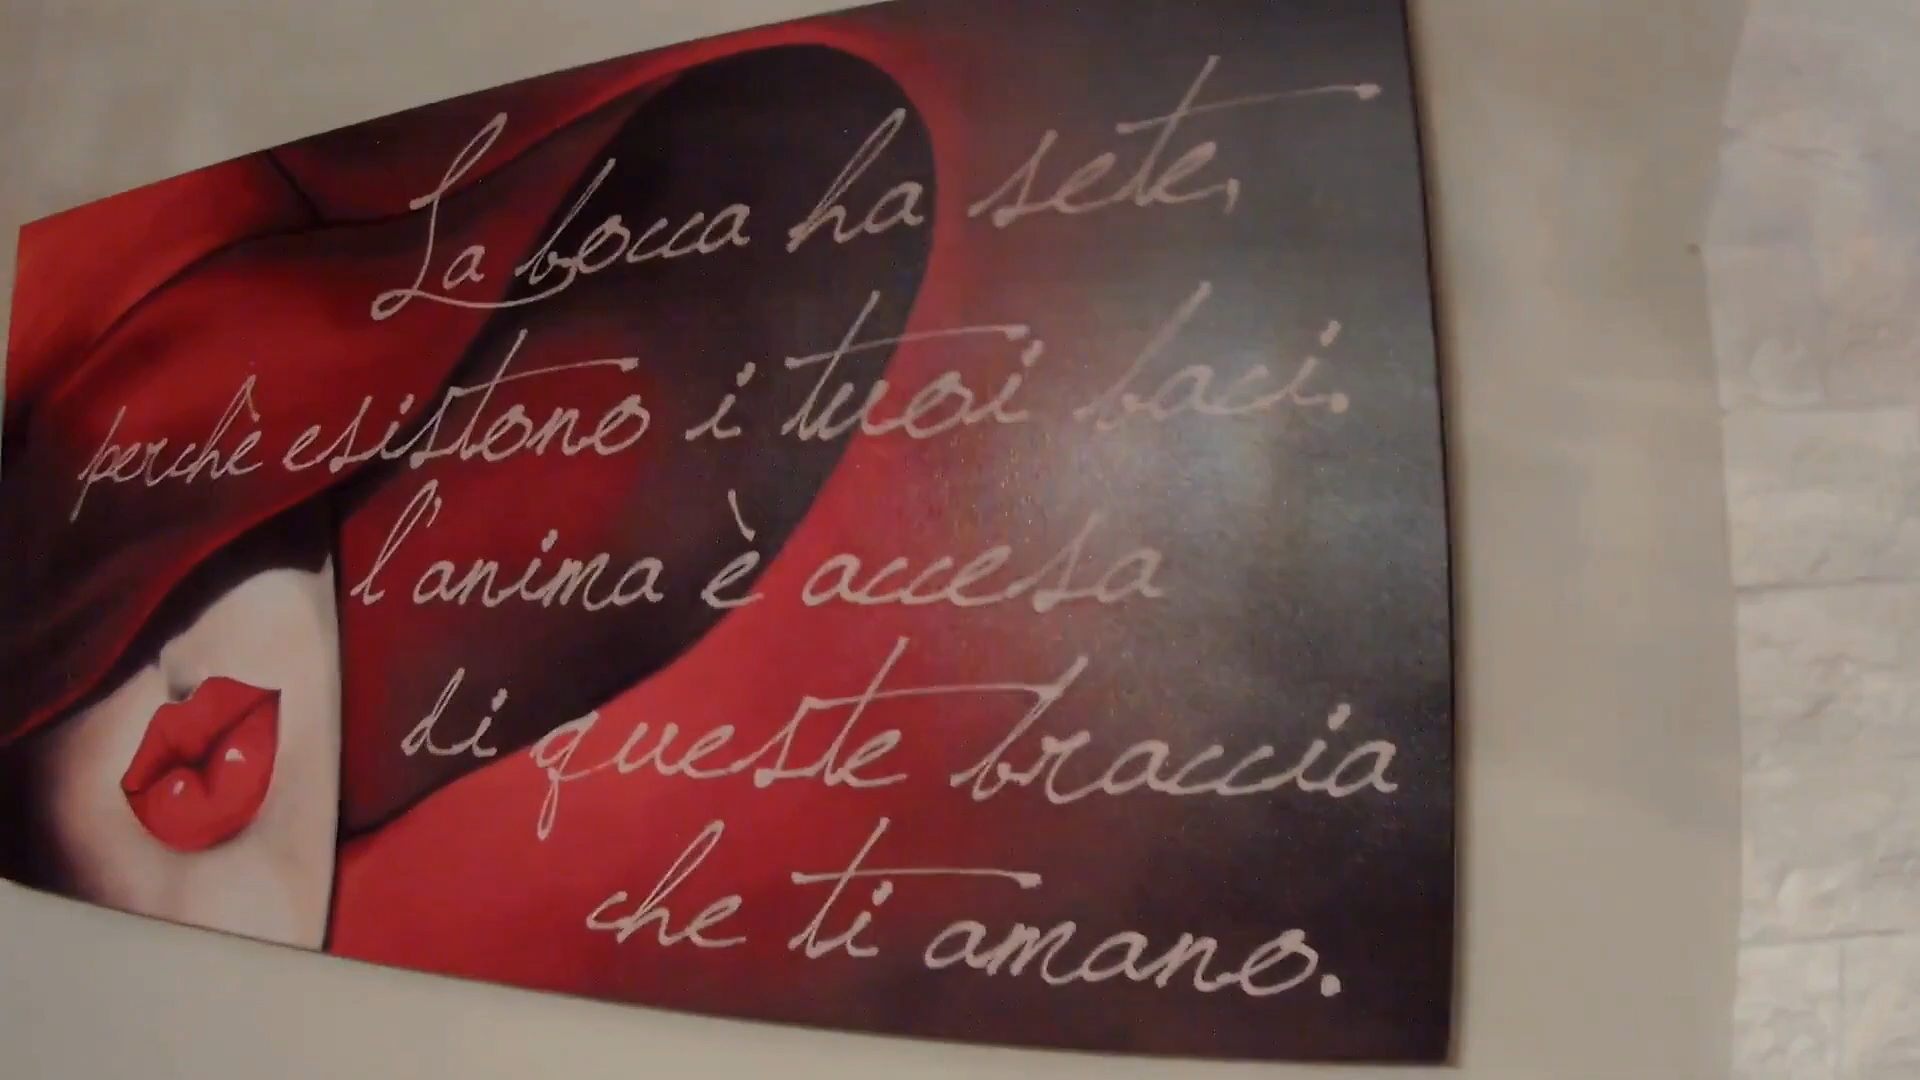 La bocca ha sete,
perchè esistono i tuoi baci.
l'anima è accesa
di queste braccia
che ti amano.